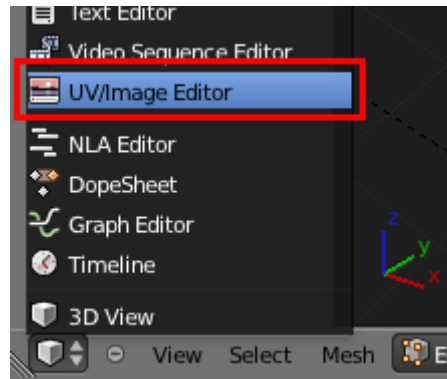 Text Editor
Video Sequence Editor
UV/Image Editor
NLA Editor
DopeSheet
Graph Editor
Timeline
z
y
x
3D View
View Select Mesh E